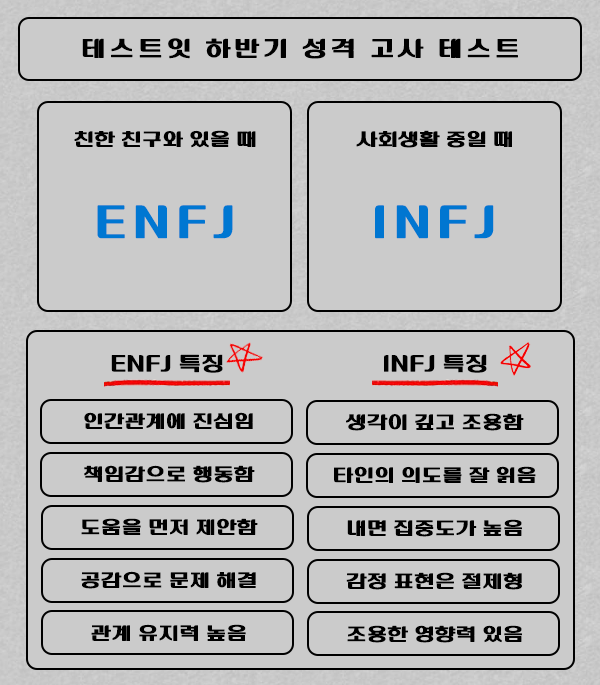 테스트잇 하반기 성격 고사 테스트
친한 친구와 있을 때
ENFJ
사회생활 중일 때
INFJ
ENFJ 특징
인간관계에 진심임
책임감으로 행동함
도움을 먼저 제안함
공감으로 문제 해결
관계 유지력 높음
INFJ 특징
생각이 깊고 조용함
타인의 의도를 잘 읽음
내면 집중도가 높음
감정 표현은 절제형
조용한 영향력 있음